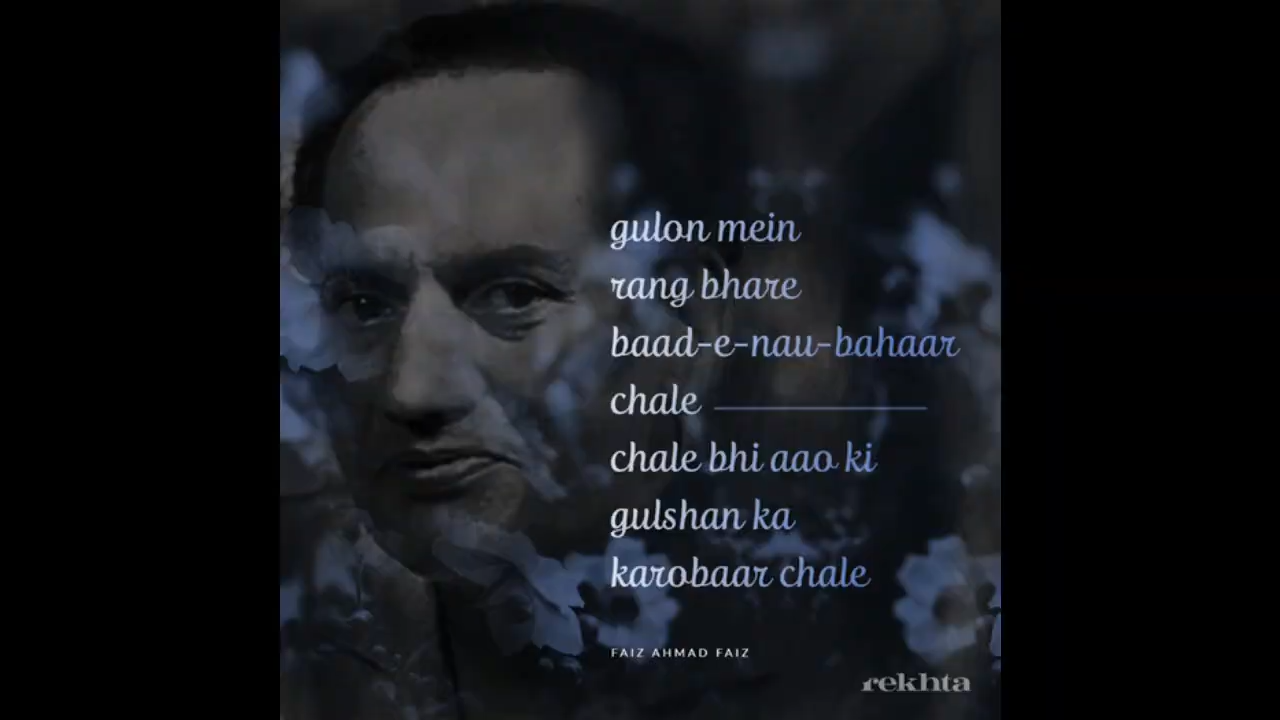 gulon mein
rang bhare
baad-e-nau-bahaar
chale
chale bhi aao ki
gulshan ka
karobaar chale
FAIZ AHMAD FAIZ
rekhta